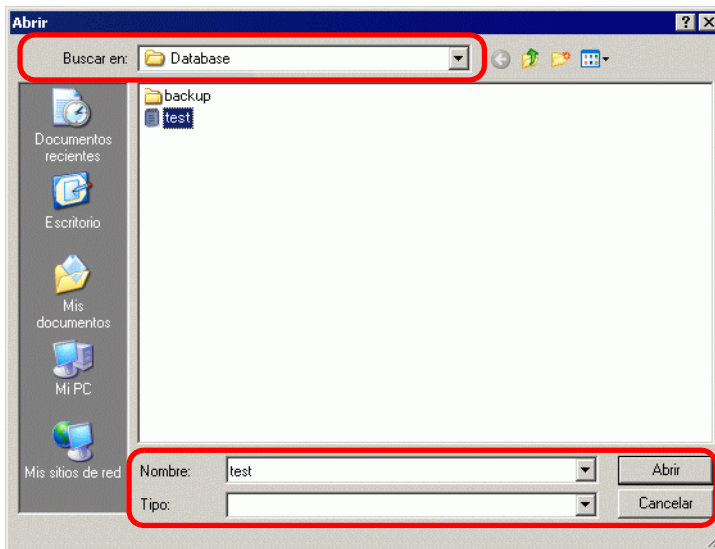 Abrir
Buscar en: Database
backup
test
Documentos
recientes
Escritorio
Mis
documentos
Mi PC
Mis sitios de red
Nombre: test Abrir
Tipo: Cancelar